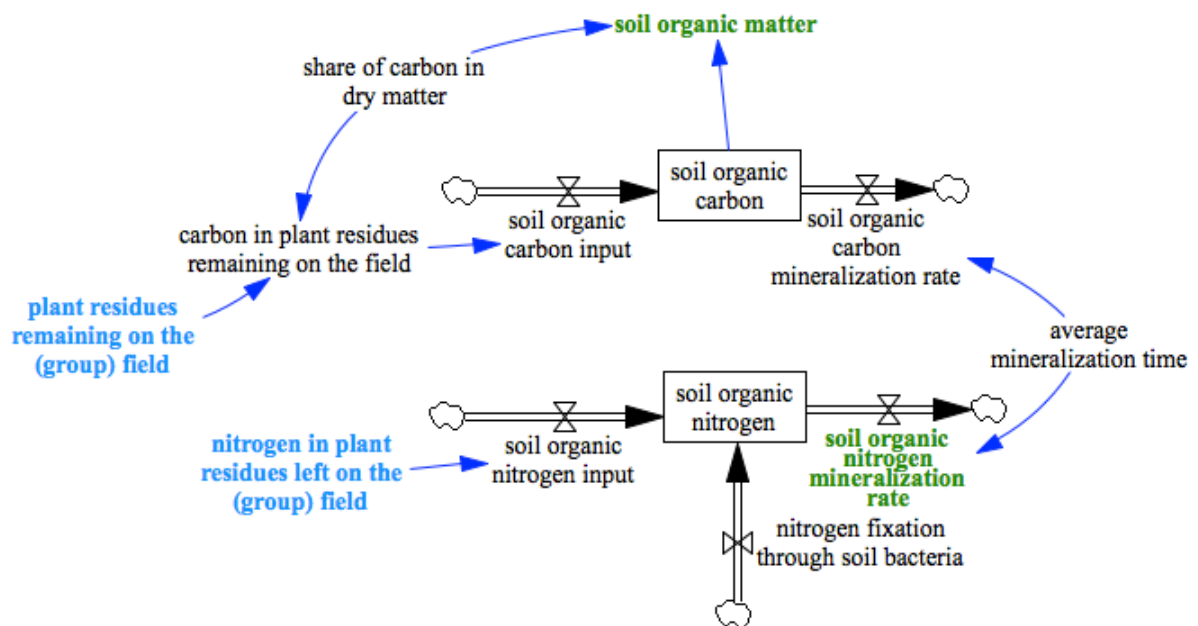 soil organic matter
share of carbon in
dry matter
soil organic
carbon
soil organic
carbon input
soil organic
carbon
mineralization rate
carbon in plant residues
remaining on the field
plant residues
remaining on the
(group) field
average
mineralization time
soil organic
nitrogen
nitrogen in plant
residues left on the
(group) field
soil organic
nitrogen input
soil organic
nitrogen
mineralization
rate
nitrogen fixation
through soil bacteria